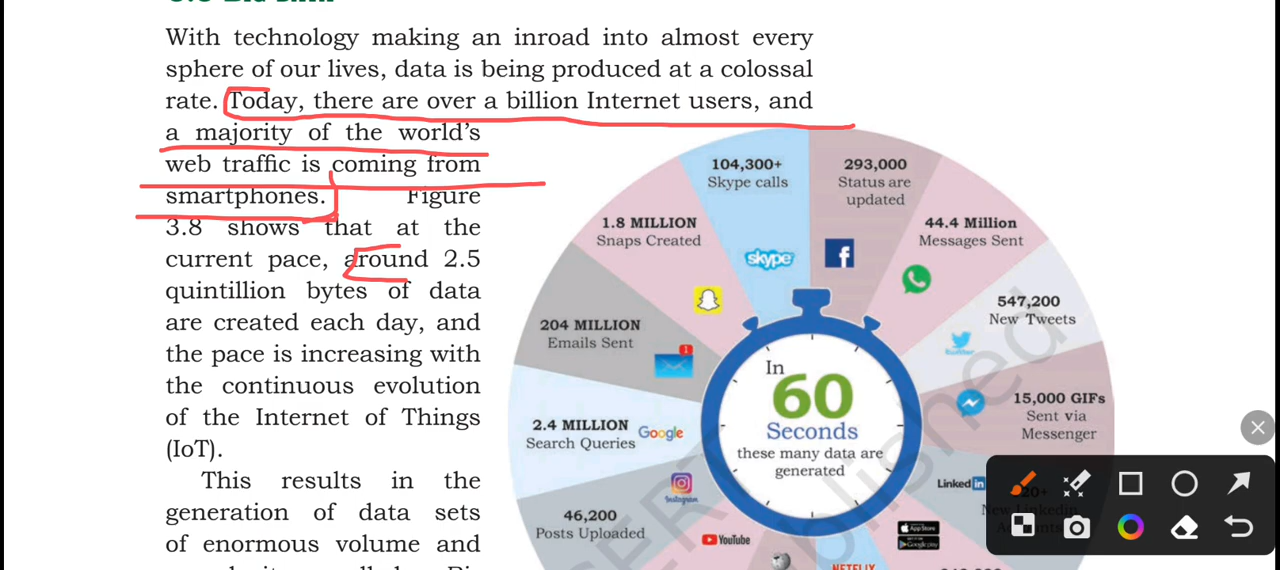 With technology making an inroad into almost every
sphere of our lives, data is being produced at a colossal
rate. Today, there are over a billion Internet users, and
a majority of the world's
web traffic is coming from
smartphones. Figure
3.8 shows that at the
current pace, around 2.5
quintillion bytes of data
are created each day, and
the pace is increasing with
the continuous evolution
of the Internet of Things
(IoT).
This results in the
generation of data sets
of enormous volume and
104,300+
Skype calls
skype
293,000
Status are
updated
44.4 Million
Messages Sent
547,200
New Tweets
twitter
15,000 GIFs
Sent via
Messenger
Linked in
App Store
Google play
NETFLIX
YouTube
46,200
Posts Uploaded
Instagram
2.4 MILLION
Search Queries
Google
204 MILLION
Emails Sent
1
1.8 MILLION
Snaps Created
In
60
Seconds
these many data are
generated